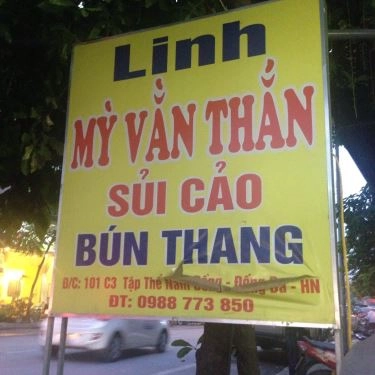 Linh
MỲ VẰN THẮN
SỦI CẢO
BÚN THANG
Đ/C: 101 C3 Tập Thể Nam Đồng - Đống Đa - HN
ĐT: 0988 773 850